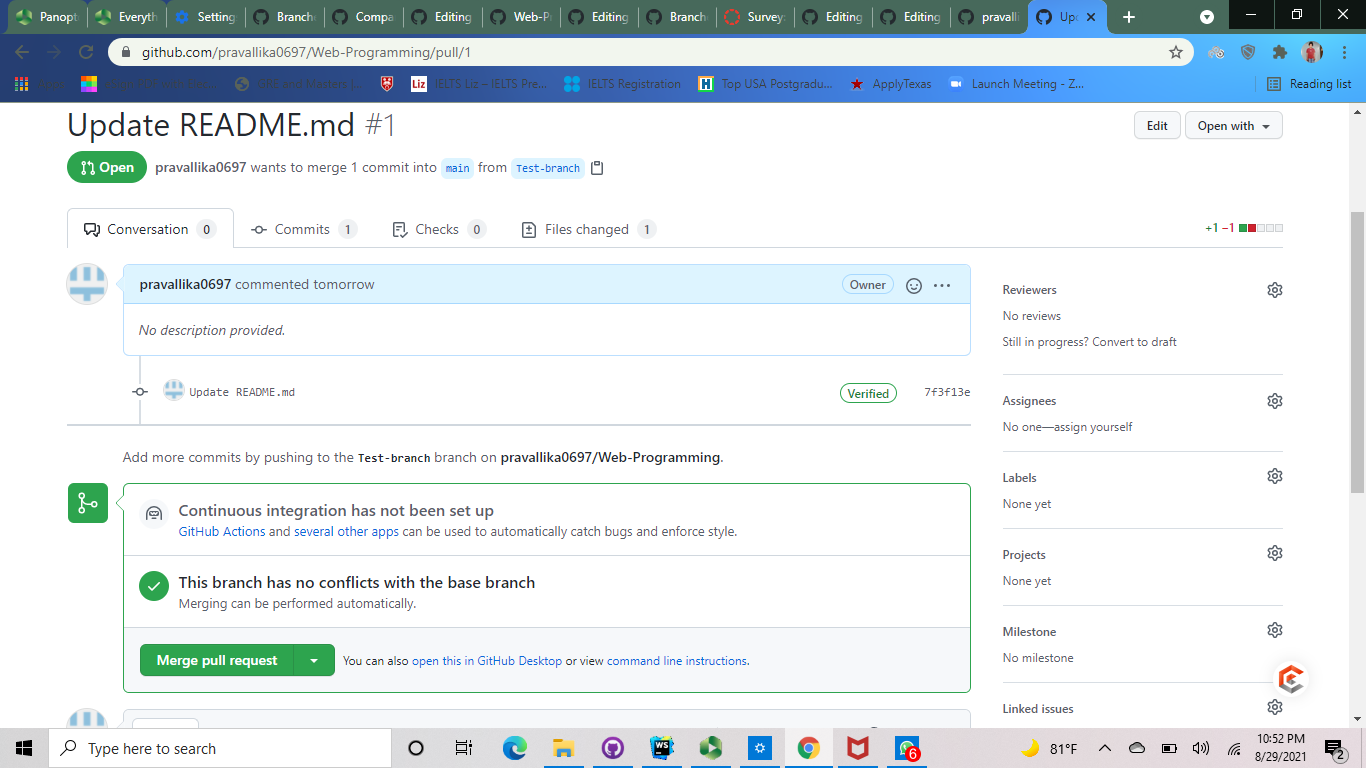 Panopt
Everyth
Setting
Branche
Compa
Editing
Web-P
Editing
Branch
Survey:
Editing
Editing
pravalli
Up
github.com/pravallika0697/Web-Programming/pull/1
Liz IELTS Liz – IELTS Pre...
IELTS Registration
H Top USA Postgradu...
ApplyTexas
Launch Meeting - Z...
Reading list
Update README.md #1
Edit
Open with
Open
pravallika0697 wants to merge 1 commit into main from Test-branch
Conversation 0
Commits 1
Checks 0
Files changed 1
+1 −1
pravallika0697 commented tomorrow
Owner
No description provided.
Update README.md
Verified
7f3f13e
Add more commits by pushing to the Test-branch branch on pravallika0697/Web-Programming.
Continuous integration has not been set up
GitHub Actions and several other apps can be used to automatically catch bugs and enforce style.
This branch has no conflicts with the base branch
Merging can be performed automatically.
Merge pull request
You can also open this in GitHub Desktop or view command line instructions.
Reviewers
No reviews
Still in progress? Convert to draft
Assignees
No one—assign yourself
Labels
None yet
Projects
None yet
Milestone
No milestone
Linked issues
Type here to search
WS
6
81°F
10:52 PM
8/29/2021
2